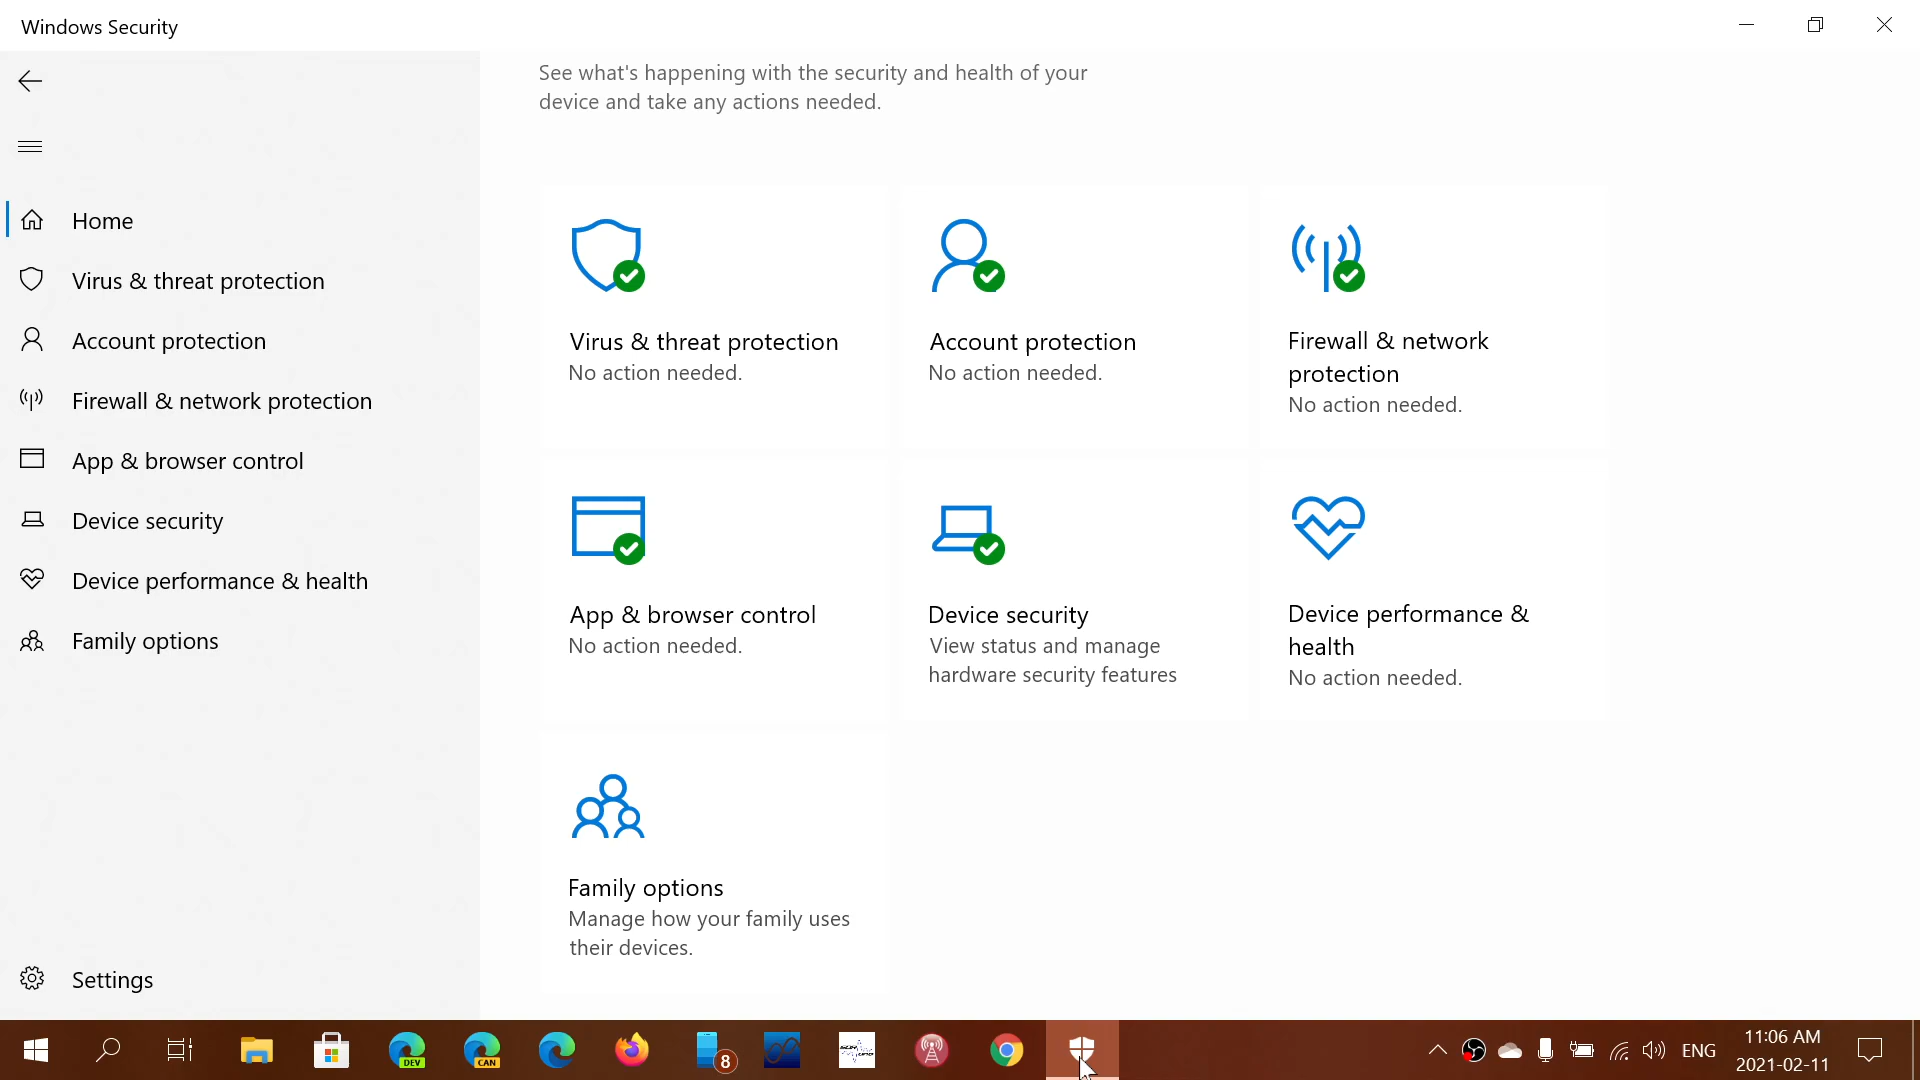 Windows Security
See what's happening with the security and health of your
device and take any actions needed.
Home
Virus & threat protection
Account protection
Firewall & network protection
App & browser control
Device security
Device performance & health
Family options
Settings
Virus & threat protection
No action needed.
Account protection
No action needed.
Firewall & network
protection
No action needed.
App & browser control
No action needed.
Device security
View status and manage
hardware security features
Device performance &
health
No action needed.
Family options
Manage how your family uses
their devices.
DEV
CAN
8
ENG
11:06 AM
2021-02-11